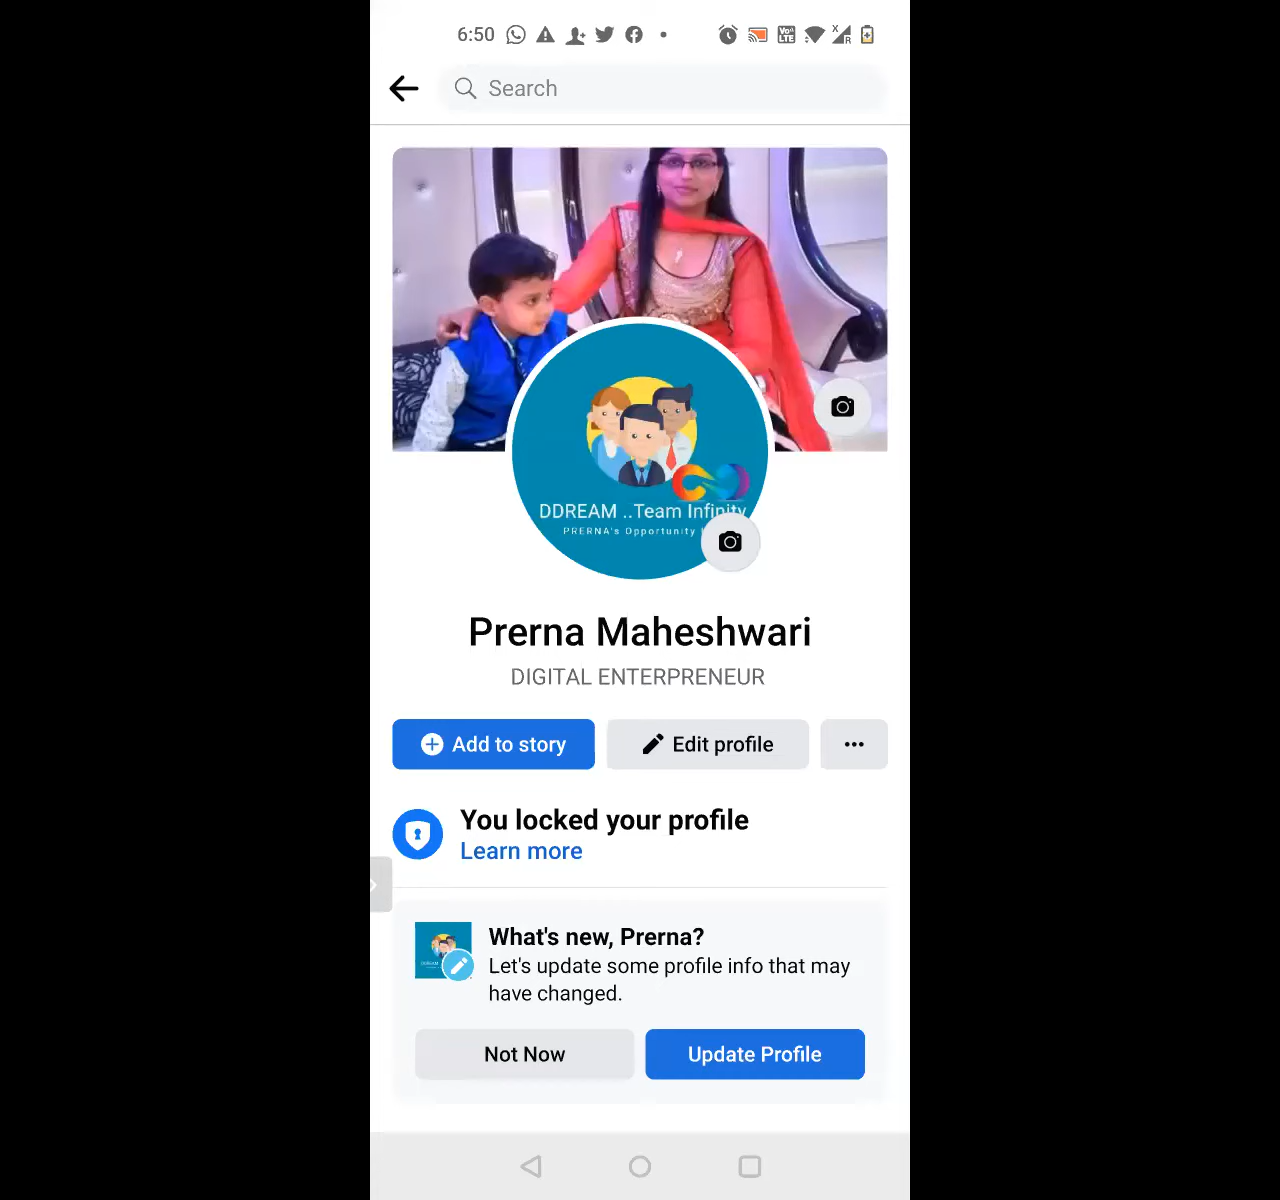 6:50
Search
DDREAM ..Team Infinity
PRERNA's Opportunity
Prerna Maheshwari
DIGITAL ENTERPRENEUR
Add to story
Edit profile
You locked your profile
Learn more
What's new, Prerna?
Let's update some profile info that may
have changed.
Not Now
Update Profile